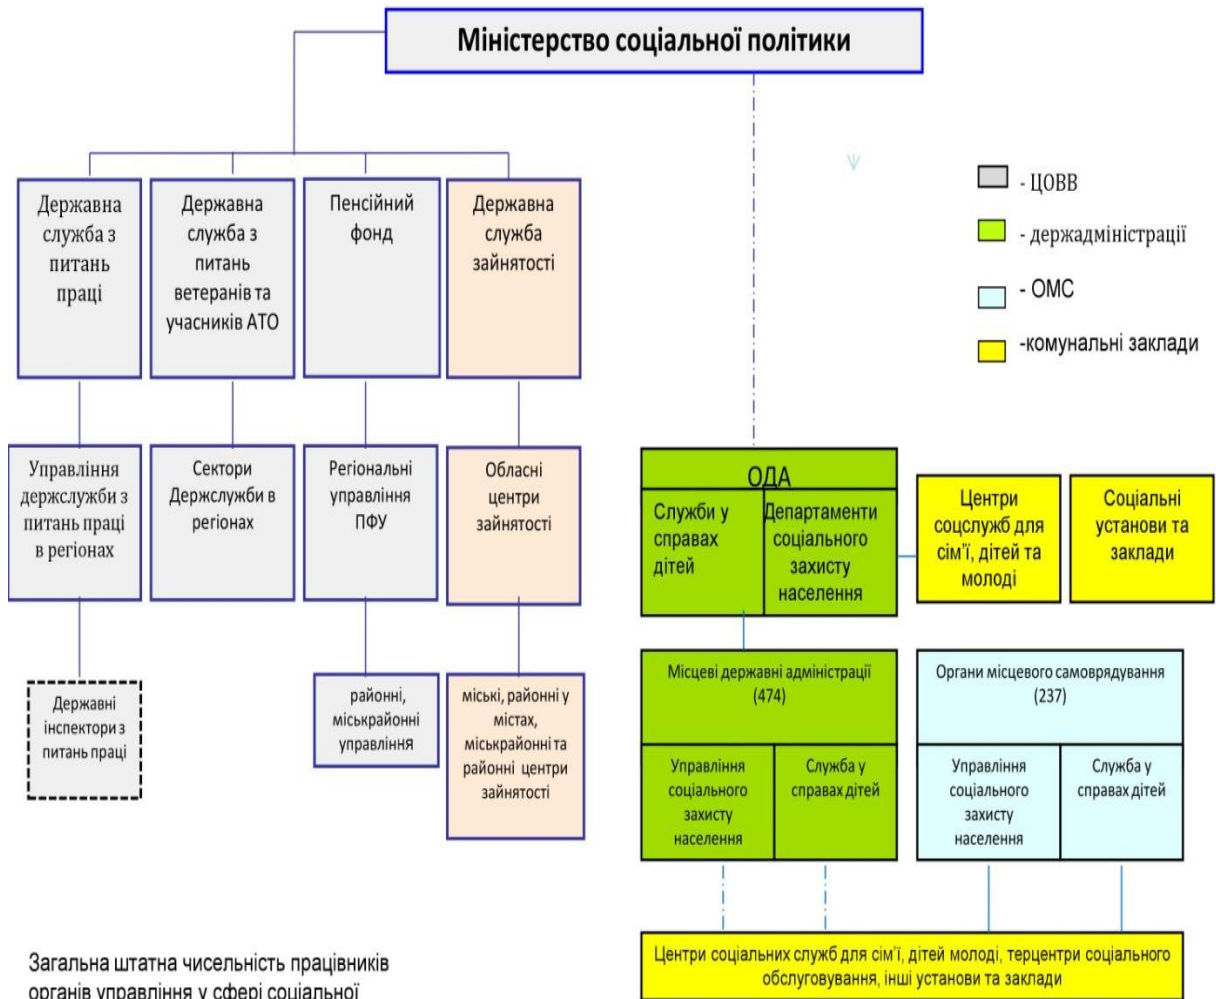 Міністерство соціальної політики
Державна
служба з
питань
праці
Державна
служба з
питань
ветеранів та
учасників АТО
Пенсійний
фонд
Державна
служба
зайнятості
- ЦОВВ
- держадміністрації
- ОМС
-комунальні заклади
Управління
держслужби з
питань праці
в регіонах
Сектори
Держслужби в
регіонах
Регіональні
управління
ПФУ
Обласні
центри
зайнятості
ОДА
Служби у
справах
дітей
Департаменти
соціального
захисту
населення
Центри
соцслужб для
сім’ї, дітей та
молоді
Соціальні
установи та
заклади
Державні
інспектори з
питань праці
районні,
міськрайонні
управління
міські, районні у
містах,
міськрайонні та
районні центри
зайнятості
Місцеві державні адміністрації
(474)
Управління
соціального
захисту
населення
Служба у
справах дітей
Органи місцевого самоврядування
(237)
Управління
соціального
захисту
населення
Служба у
справах дітей
Центри соціальних служб для сім’ї, дітей молоді, терцентри соціального
обслуговування, інші установи та заклади
Загальна штатна чисельність працівників
органів управління у сфері соціальної